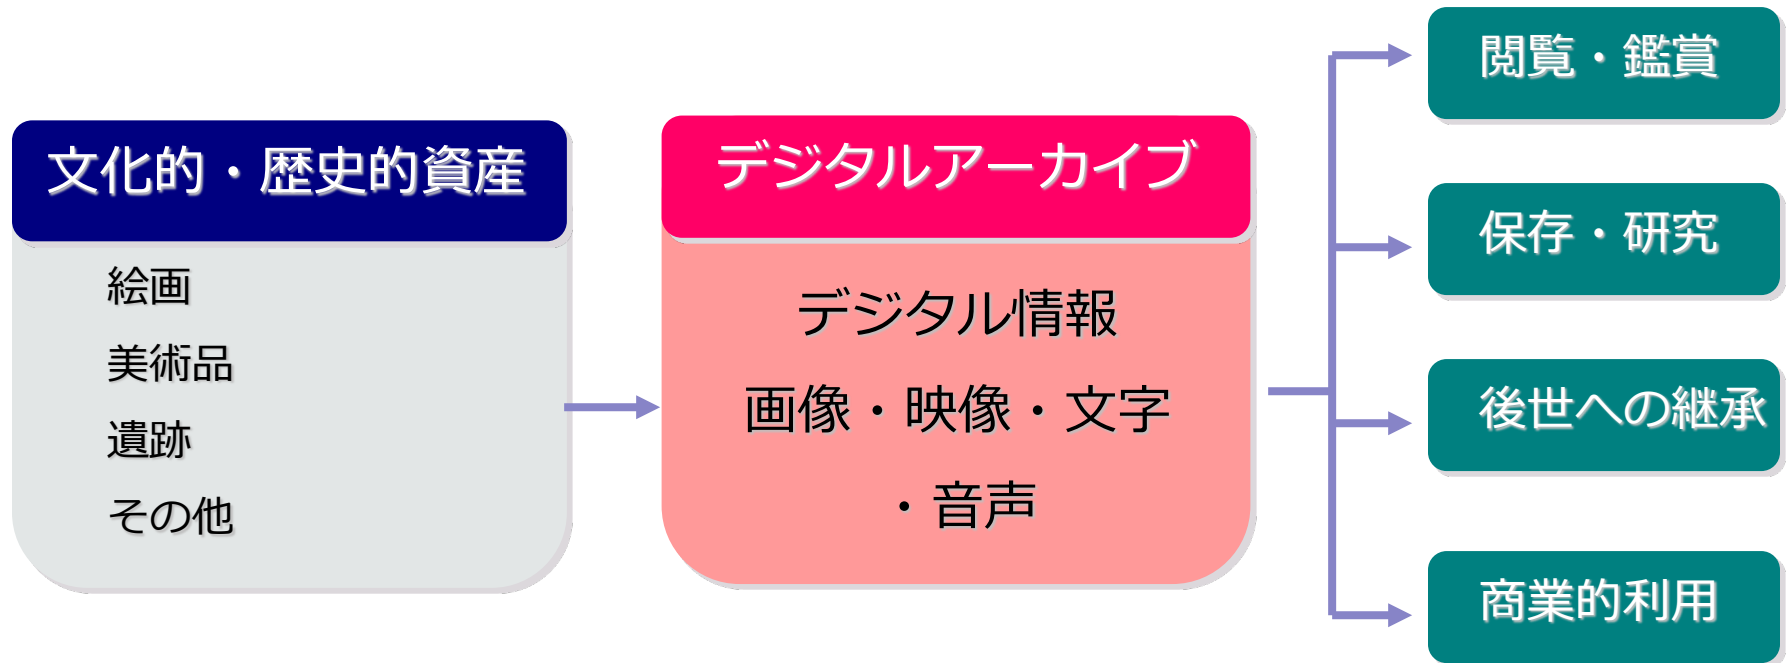 文化的・歴史的資産
絵画
美術品
遺跡
その他
デジタルアーカイブ
デジタル情報
画像・映像・文字
・音声
閲覧・鑑賞
保存・研究
後世への継承
商業的利用